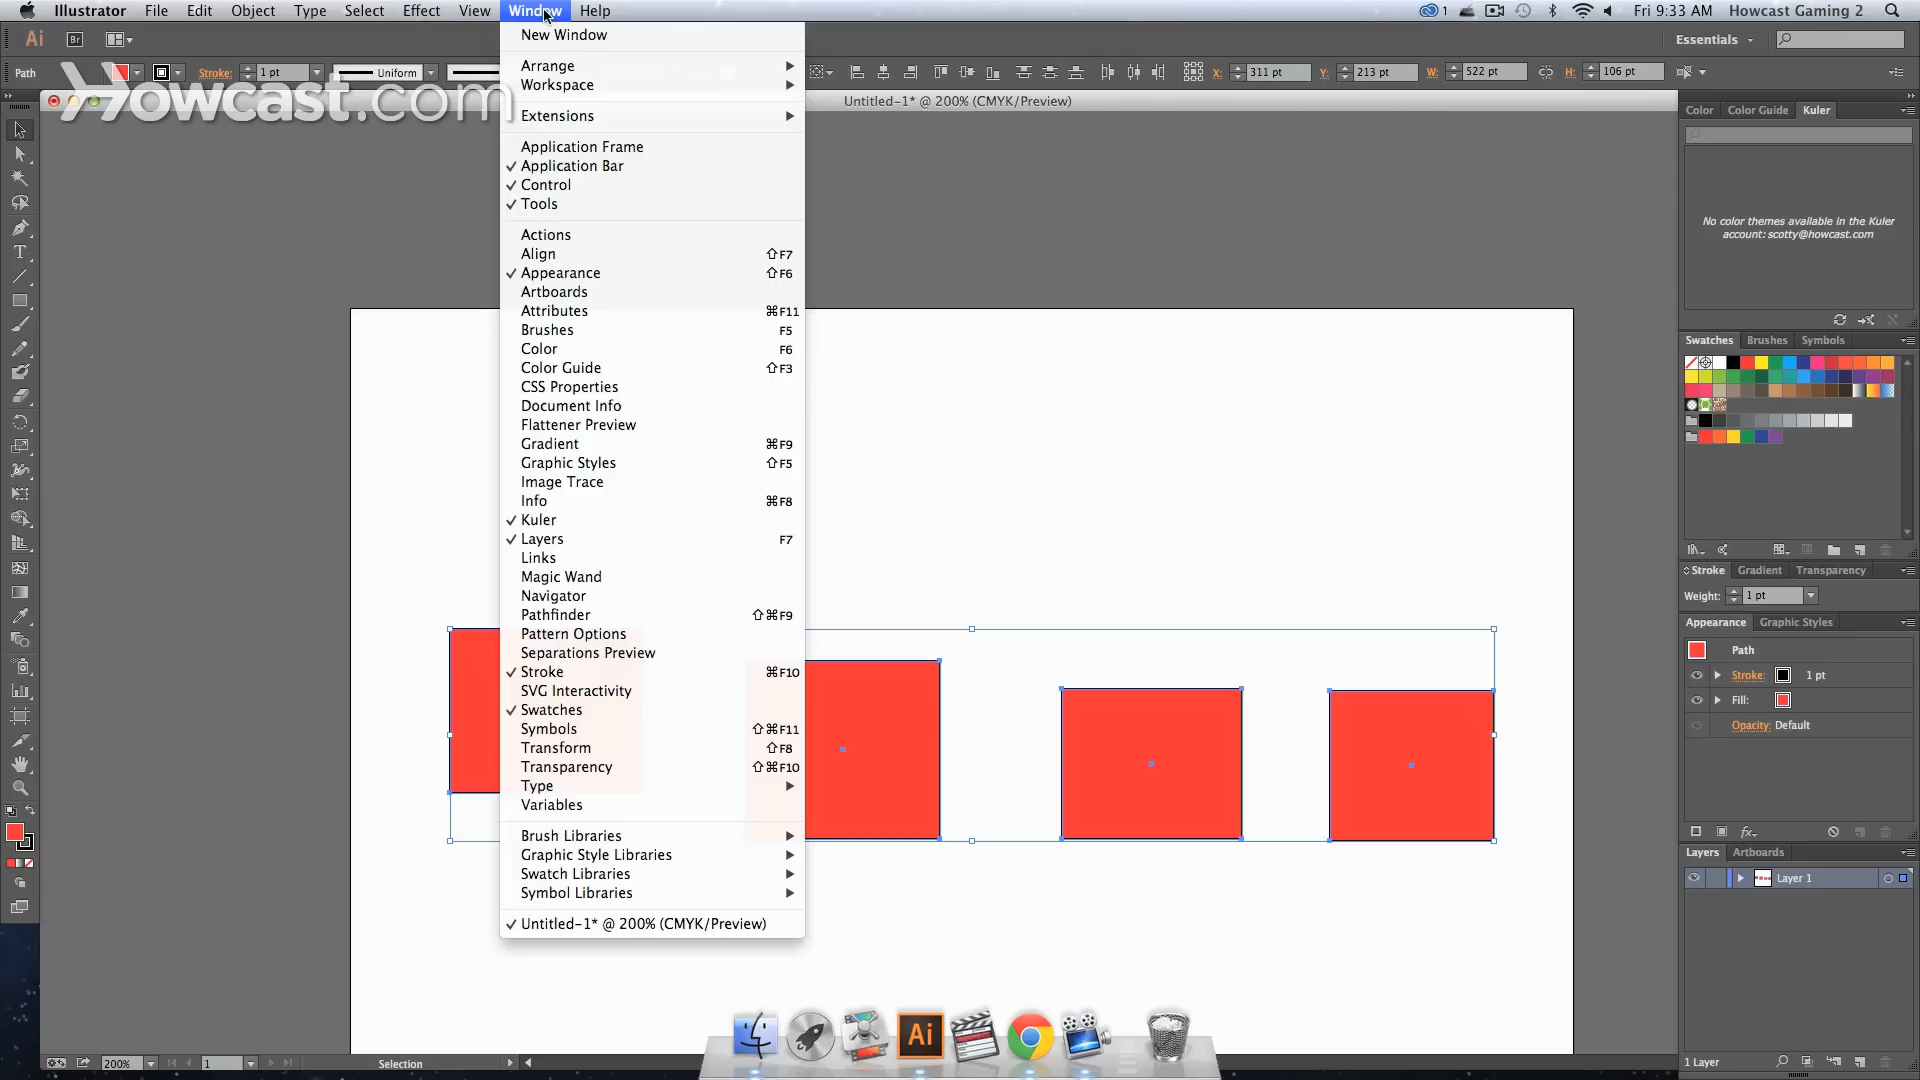 Illustrator File Edit Object Type Select Effect View Window Help
1 Fri 9:33 AM Howcast Gaming 2
Ai Br Essentials
Path Stroke: 1 pt Uniform X: 311 pt Y: 213 pt W: 522 pt H: 106 pt
Howcast.com
Untitled-1* @ 200% (CMYK/Preview)
New Window
Arrange
Workspace
Extensions
Application Frame
✓ Application Bar
✓ Control
✓ Tools
Actions
Align ⇧F7
✓ Appearance ⇧F6
Artboards
Attributes ⌘F11
Brushes F5
Color F6
Color Guide ⇧F3
CSS Properties
Document Info
Flattener Preview
Gradient ⌘F9
Graphic Styles ⇧F5
Image Trace
Info ⌘F8
✓ Kuler
✓ Layers F7
Links
Magic Wand
Navigator
Pathfinder ⇧⌘F9
Pattern Options
Separations Preview
✓ Stroke ⌘F10
SVG Interactivity
✓ Swatches
Symbols ⇧⌘F11
Transform ⇧F8
Transparency ⇧⌘F10
Type
Variables
Brush Libraries
Graphic Style Libraries
Swatch Libraries
Symbol Libraries
✓ Untitled-1* @ 200% (CMYK/Preview)
Color Color Guide Kuler
No color themes available in the Kuler
account: scotty@howcast.com
Swatches Brushes Symbols
Stroke Gradient Transparency
Weight: 1 pt
Appearance Graphic Styles
Path
Stroke: 1 pt
Fill:
Opacity: Default
fx
Layers Artboards
Layer 1
1 Layer
T
200% 1 Selection
Ai